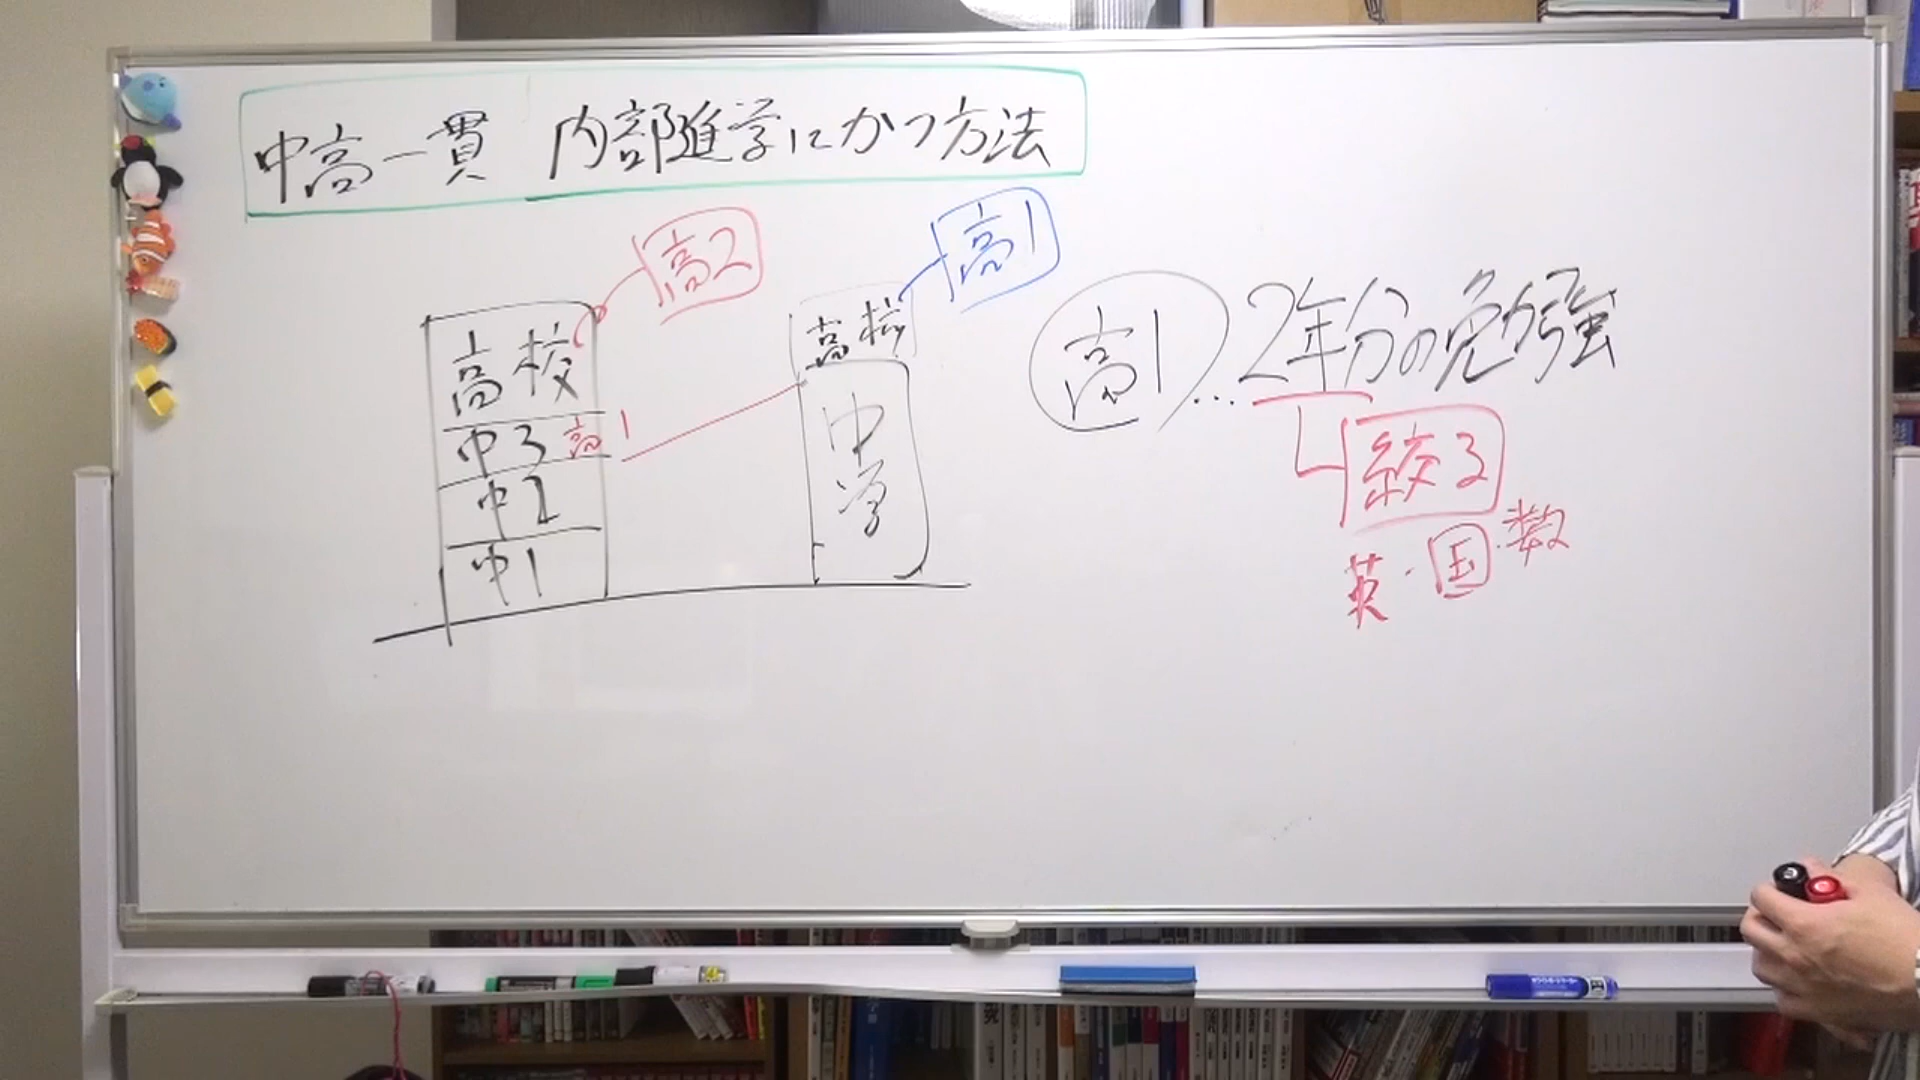 中高一貫 内部進学にかつ方法
高2
高1
高校
中3 高1
中2
中1
高校
中学
高1 … 2年分の勉強
絞る
英・国・数